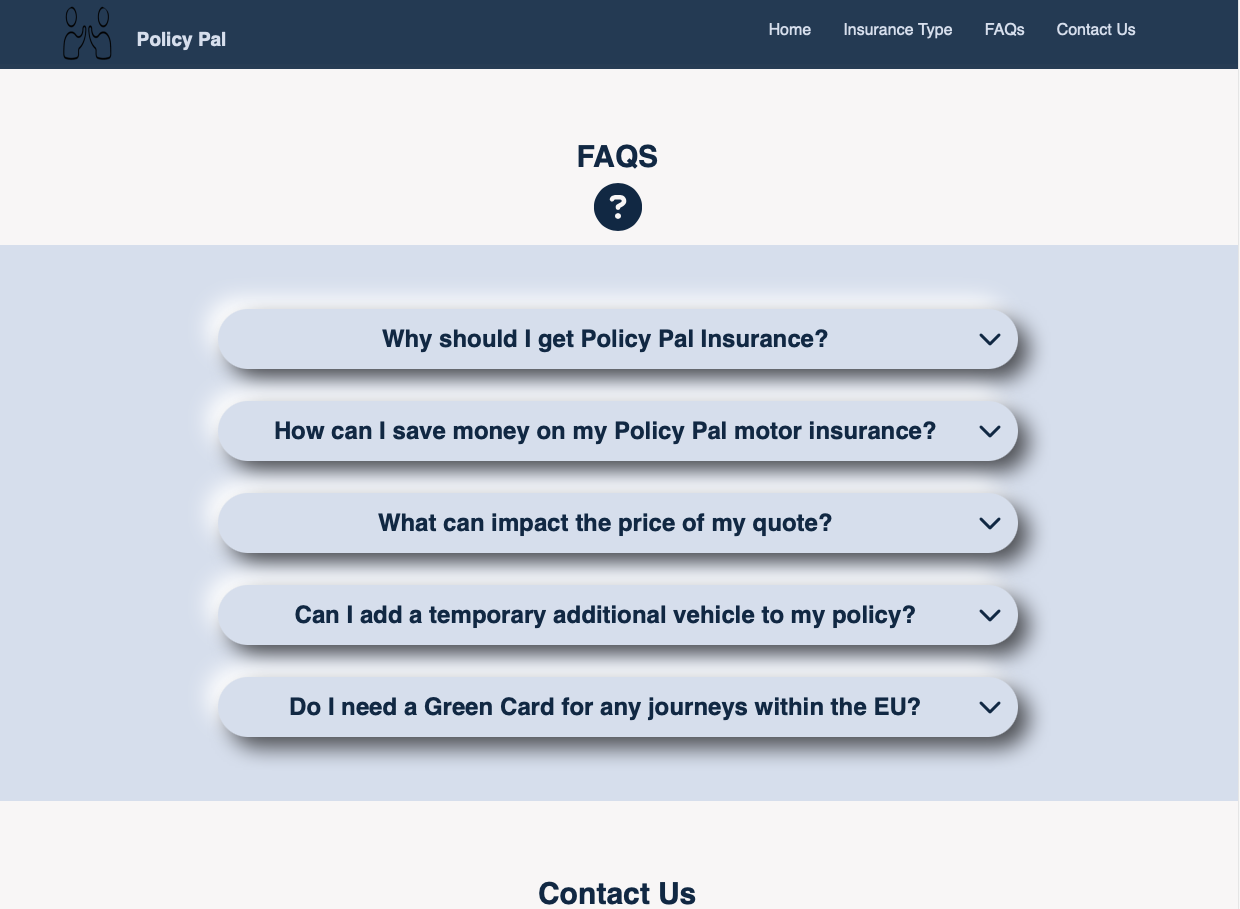 Policy Pal
Home Insurance Type FAQs Contact Us
FAQS
?
Why should I get Policy Pal Insurance?
How can I save money on my Policy Pal motor insurance?
What can impact the price of my quote?
Can I add a temporary additional vehicle to my policy?
Do I need a Green Card for any journeys within the EU?
Contact Us